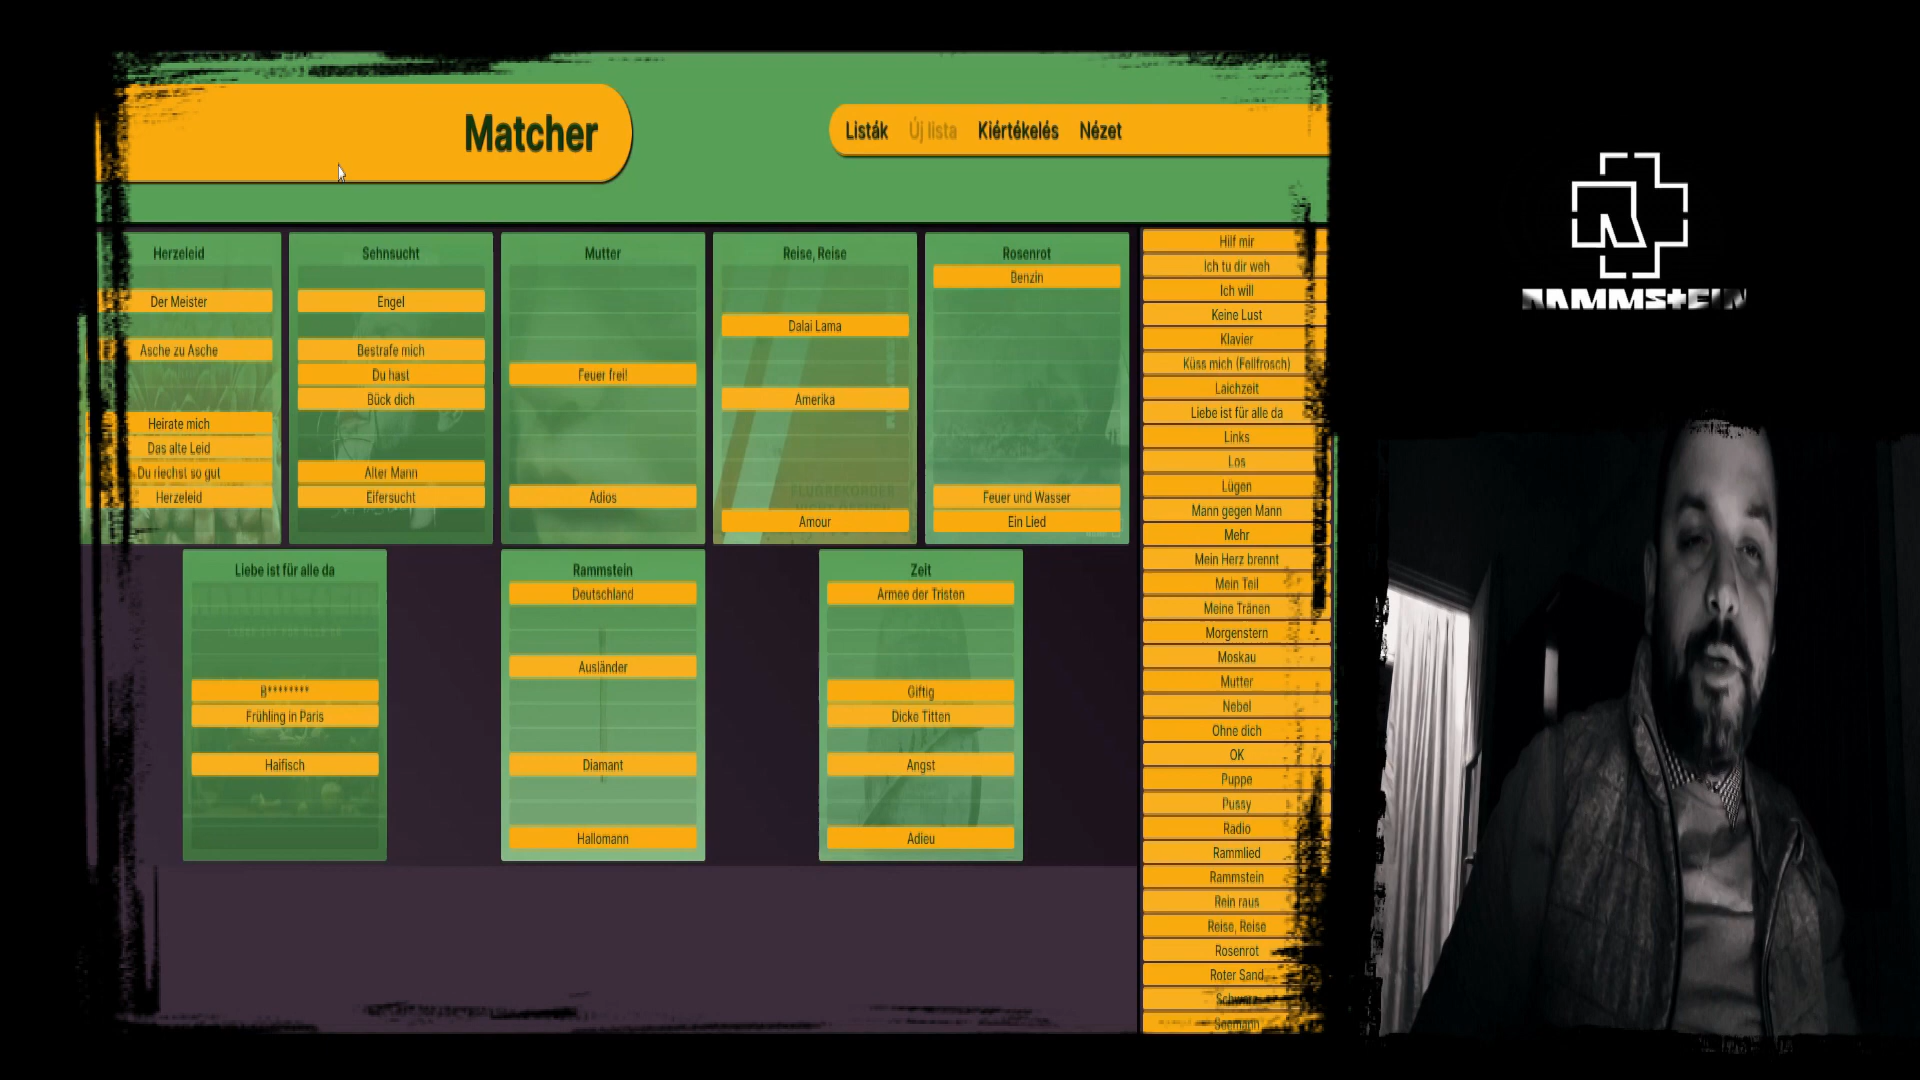 Matcher
Listák Új lista Kiértékelés Nézet
Herzeleid
Der Meister
Asche zu Asche
Heirate mich
Das alte Leid
Du riechst so gut
Herzeleid
Sehnsucht
Engel
Bestrafe mich
Du hast
Bück dich
Alter Mann
Eifersucht
Mutter
Feuer frei!
Adios
Reise, Reise
Dalai Lama
Amerika
Amour
Rosenrot
Benzin
Feuer und Wasser
Ein Lied
Liebe ist für alle da
B********
Frühling in Paris
Haifisch
Rammstein
Deutschland
Ausländer
Diamant
Hallomann
Zeit
Armee der Tristen
Giftig
Dicke Titten
Angst
Adieu
Hilf mir
Ich tu dir weh
Ich will
Keine Lust
Klavier
Küss mich (Fellfrosch)
Laichzeit
Liebe ist für alle da
Links
Los
Lügen
Mann gegen Mann
Mehr
Mein Herz brennt
Mein Teil
Meine Tränen
Morgenstern
Moskau
Mutter
Nebel
Ohne dich
OK
Puppe
Pussy
Radio
Rammlied
Rammstein
Rein raus
Reise, Reise
Rosenrot
Roter Sand
Schwarz
Seemann
RAMMSTEIN